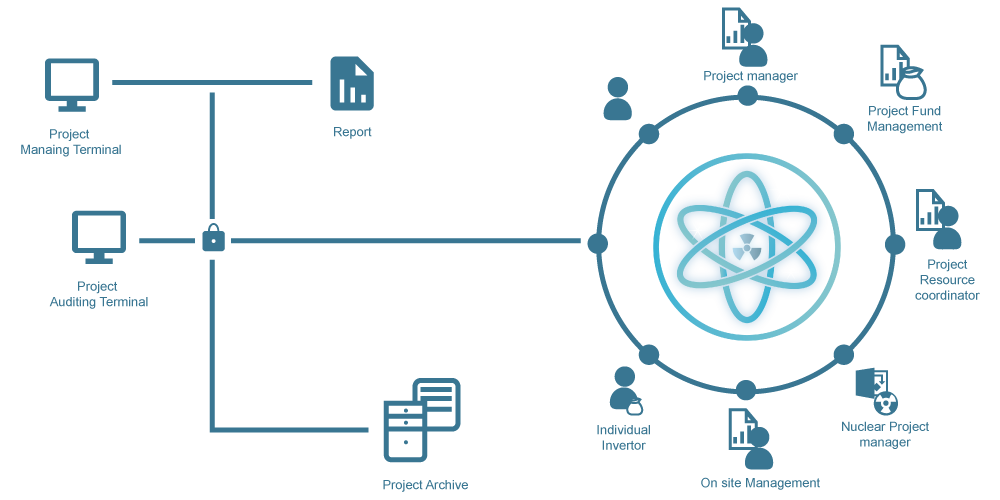 Project manager
Project Fund
Management
Project
Manaing Terminal
Report
Project
Auditing Terminal
Project
Resource
coordinator
Individual
Invertor
Nuclear Project
manager
Project Archive
On site Management